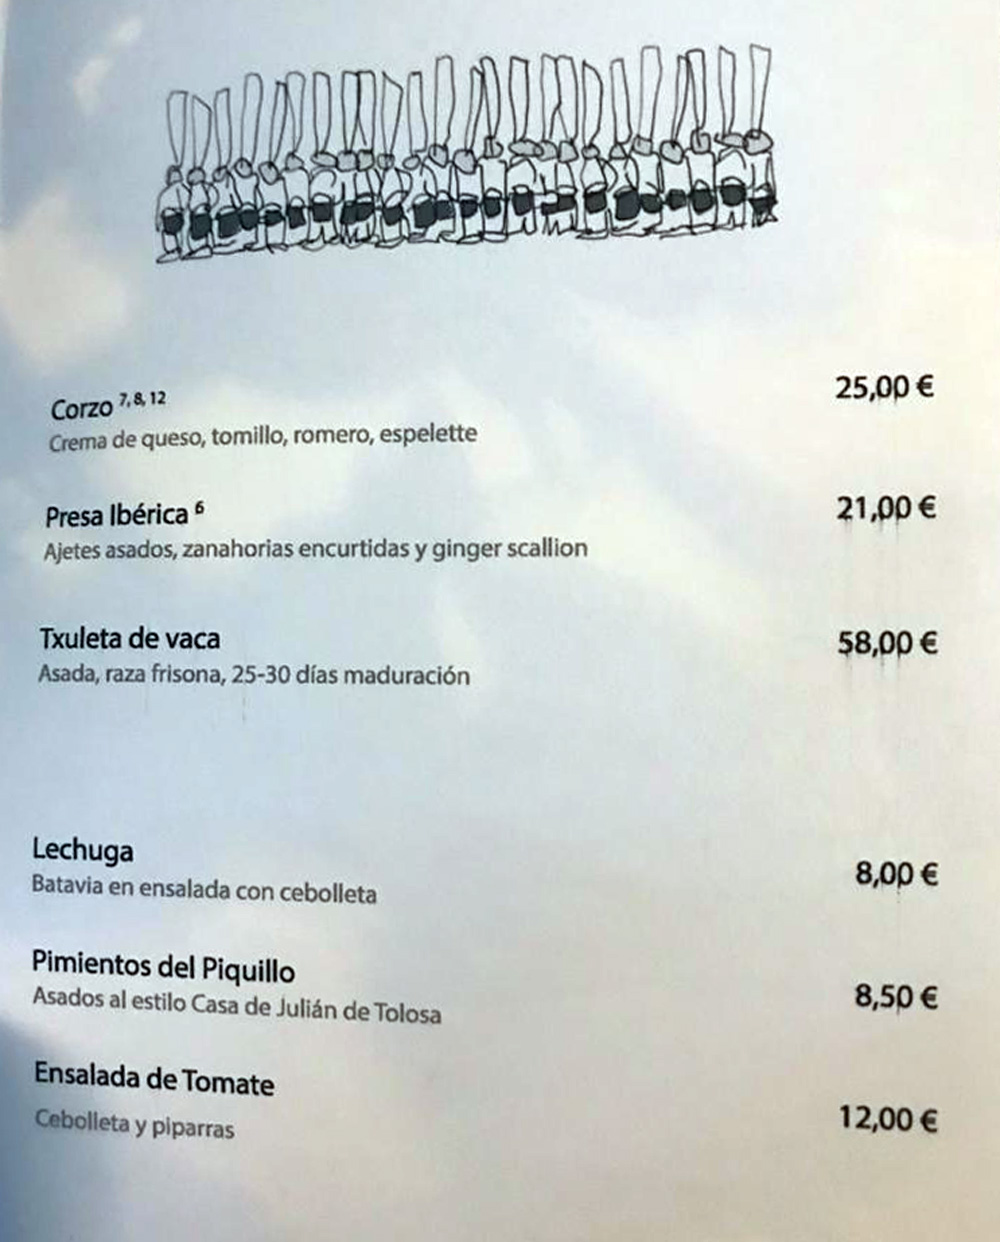 Corzo 7, 8, 12
25,00 €
Crema de queso, tomillo, romero, espelette
Presa Ibérica 6
21,00 €
Ajetes asados, zanahorias encurtidas y ginger scallion
Txuleta de vaca
58,00 €
Asada, raza frisona, 25-30 días maduración
Lechuga
8,00 €
Batavia en ensalada con cebolleta
Pimientos del Piquillo
8,50 €
Asados al estilo Casa de Julián de Tolosa
Ensalada de Tomate
12,00 €
Cebolleta y piparras